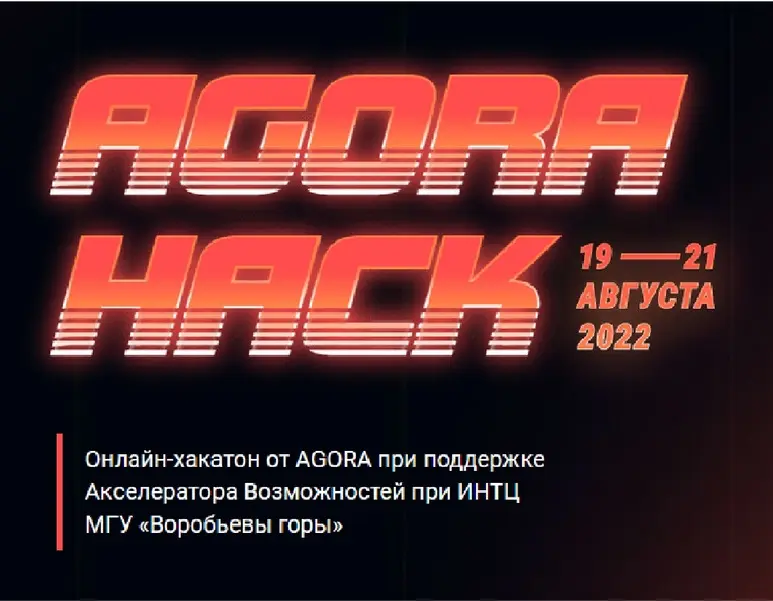 AGORA
HACK
19 — 21
АВГУСТА
2022
Онлайн-хакатон от AGORA при поддержке
Акселератора Возможностей при ИНТЦ
МГУ «Воробьевы горы»